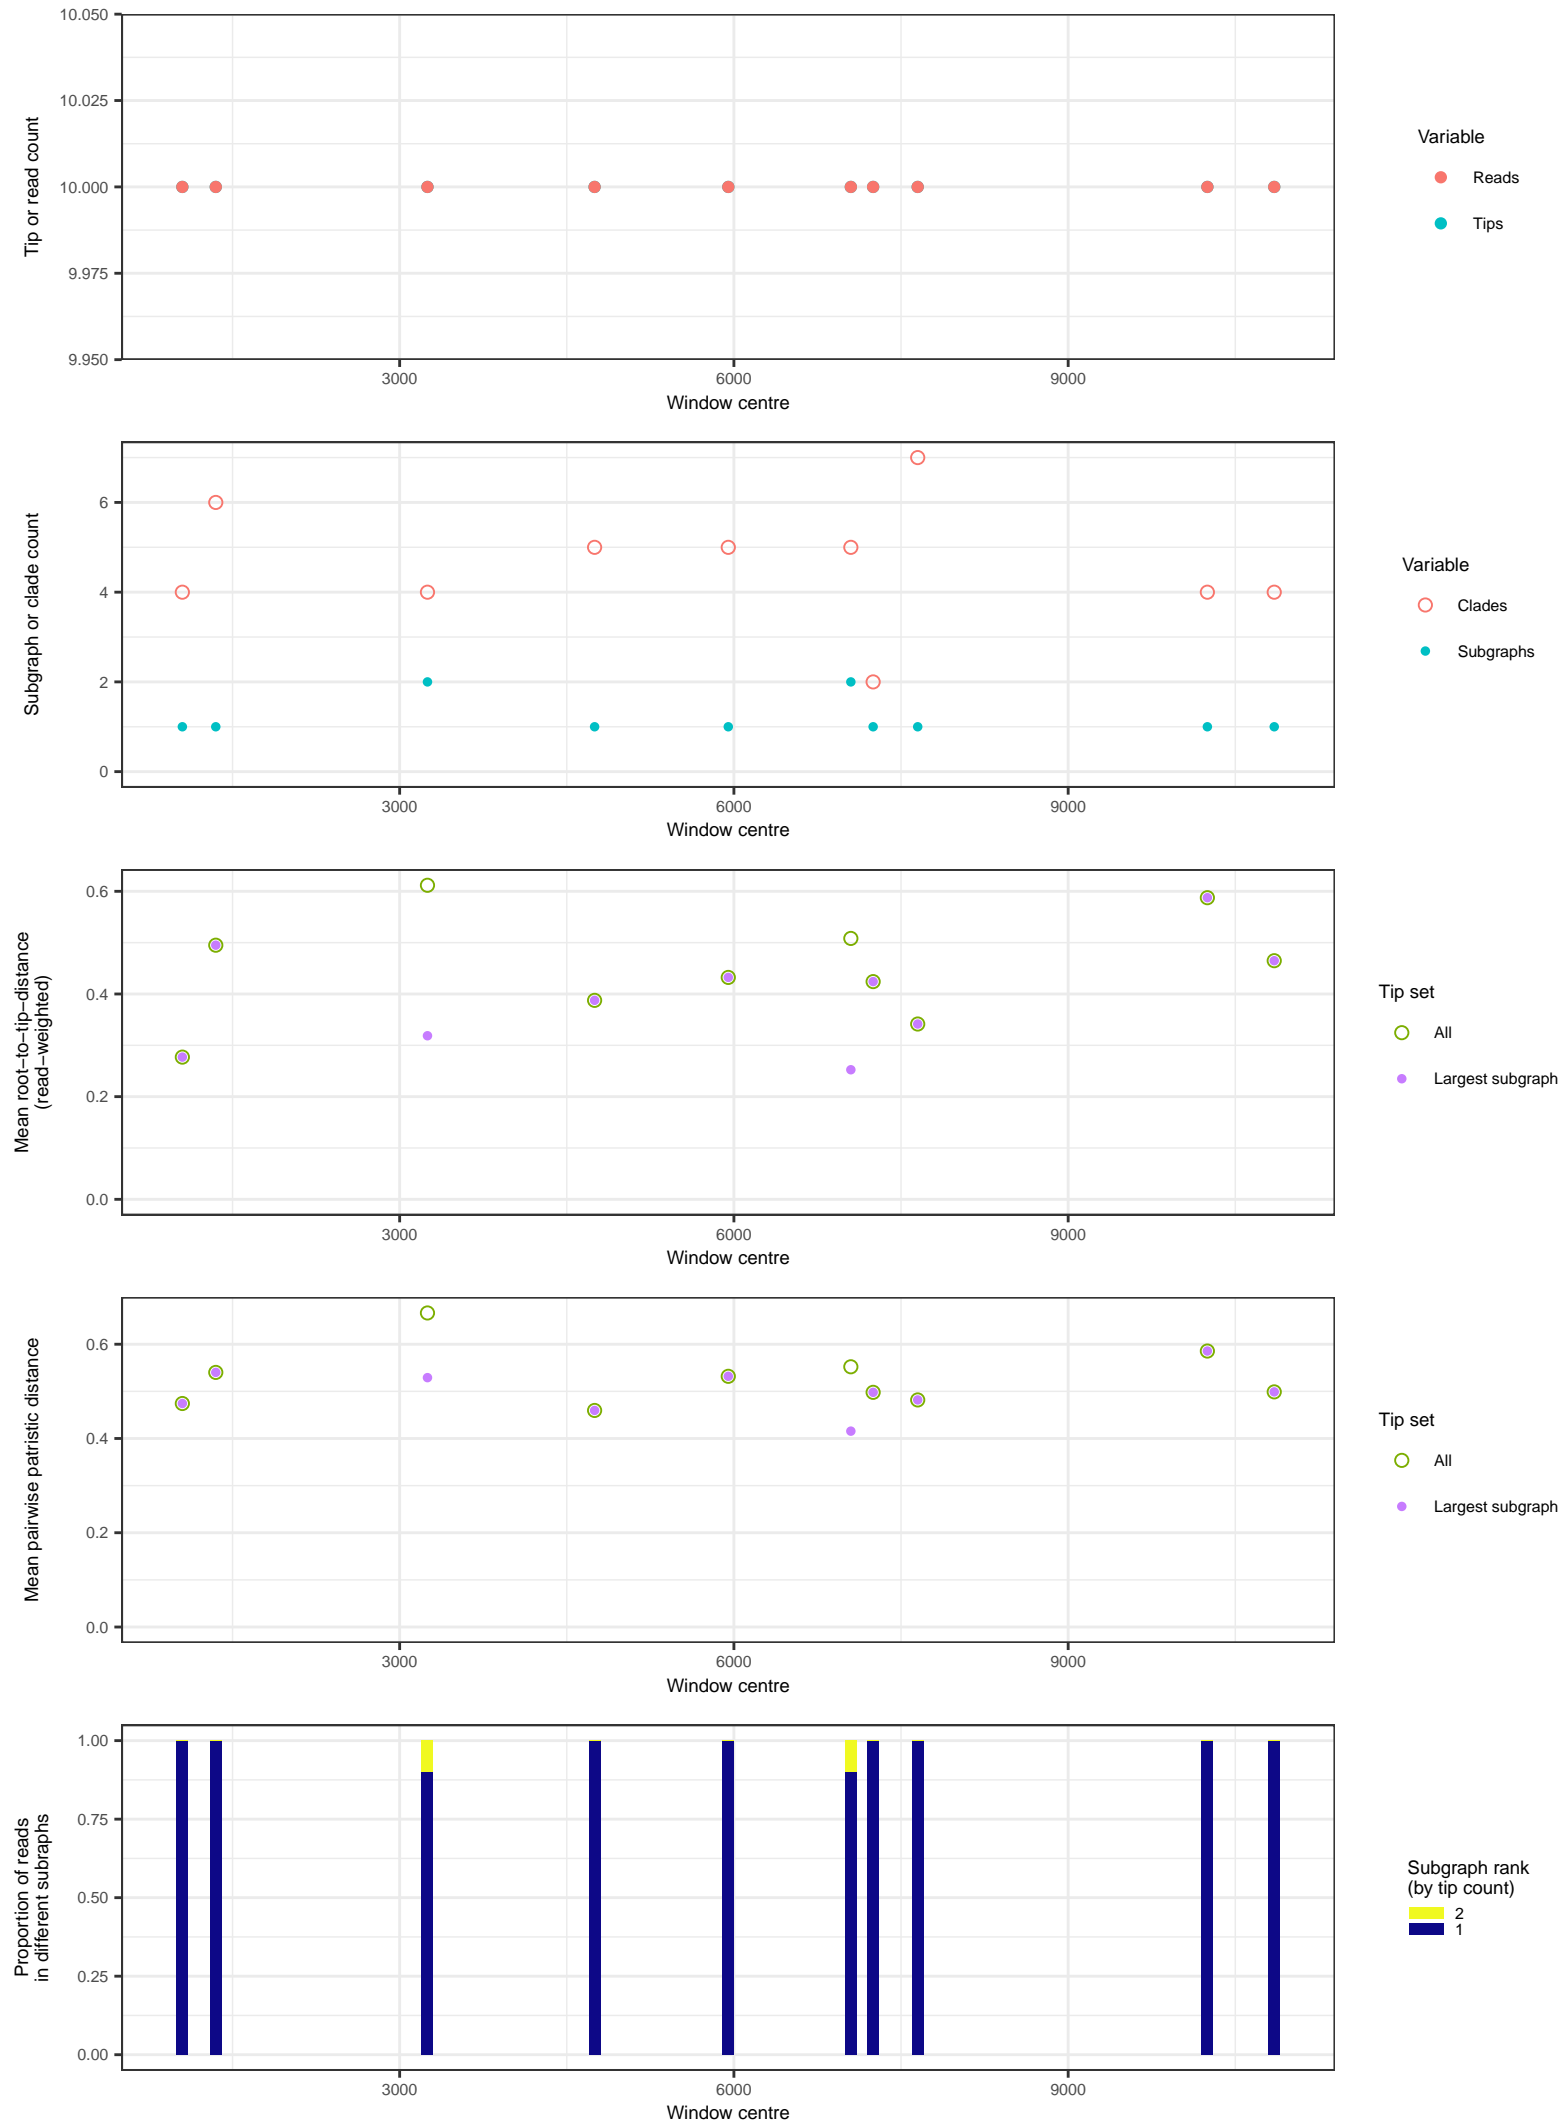 10.050
10.025
10.000
9.975
9.950
Tip or read count
3000
6000
9000
Window centre
Variable
Reads
Tips
6
4
2
0
Subgraph or clade count
3000
6000
9000
Window centre
Variable
Clades
Subgraphs
0.6
0.4
0.2
0.0
Mean root−to−tip−distance
(read−weighted)
3000
6000
9000
Window centre
Tip set
All
Largest subgraph
0.6
0.4
0.2
0.0
Mean pairwise patristic distance
3000
6000
9000
Window centre
Tip set
All
Largest subgraph
1.00
0.75
0.50
0.25
0.00
Proportion of reads
in different subraphs
3000
6000
9000
Window centre
Subgraph rank
(by tip count)
2
1